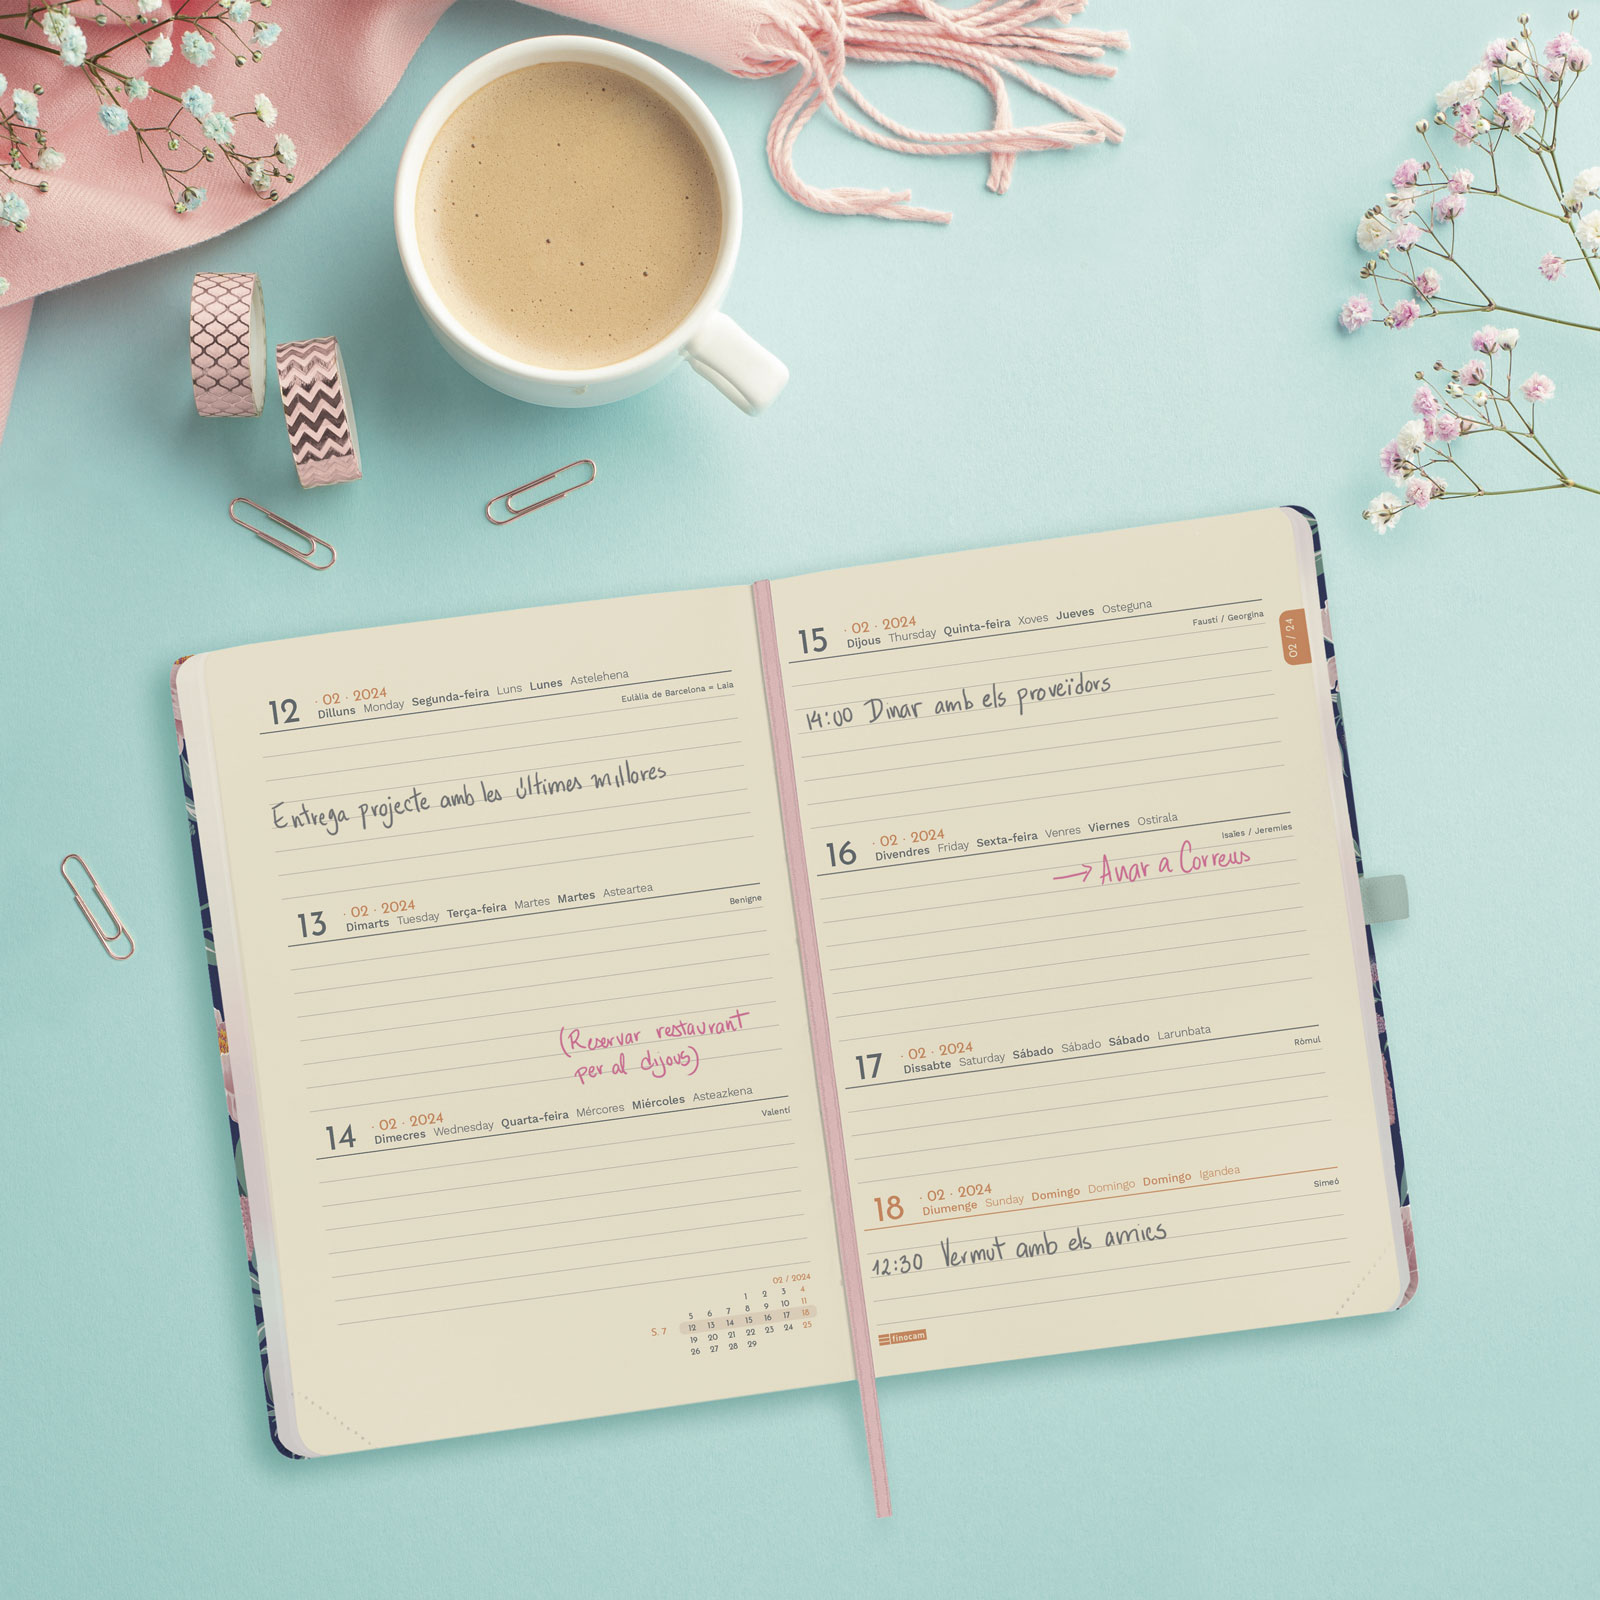 12 · 02 · 2024
Dilluns Monday Segunda-feira Luns Lunes Astelehena
Eulàlia de Barcelona = Laia
Entrega projecte amb les últimes millores
13 · 02 · 2024
Dimarts Tuesday Terça-feira Martes Martes Asteartea
Benigne
(Reservar restaurant
per al dijous)
14 · 02 · 2024
Dimecres Wednesday Quarta-feira Mércores Miércoles Asteazkena
Valentí
02 / 2024
1 2 3 4
5 6 7 8 9 10 11
S. 7 12 13 14 15 16 17 18
19 20 21 22 23 24 25
26 27 28 29
15 · 02 · 2024
Dijous Thursday Quinta-feira Xoves Jueves Osteguna
Faustí / Georgina
02 / 24
14:00 Dinar amb els proveïdors
16 · 02 · 2024
Divendres Friday Sexta-feira Venres Viernes Ostirala
Isaïes / Jeremies
→ Anar a Correus
17 · 02 · 2024
Dissabte Saturday Sábado Sábado Sábado Larunbata
Ròmul
18 · 02 · 2024
Diumenge Sunday Domingo Domingo Domingo Igandea
Simeó
12:30 Vermut amb els amics
finocam